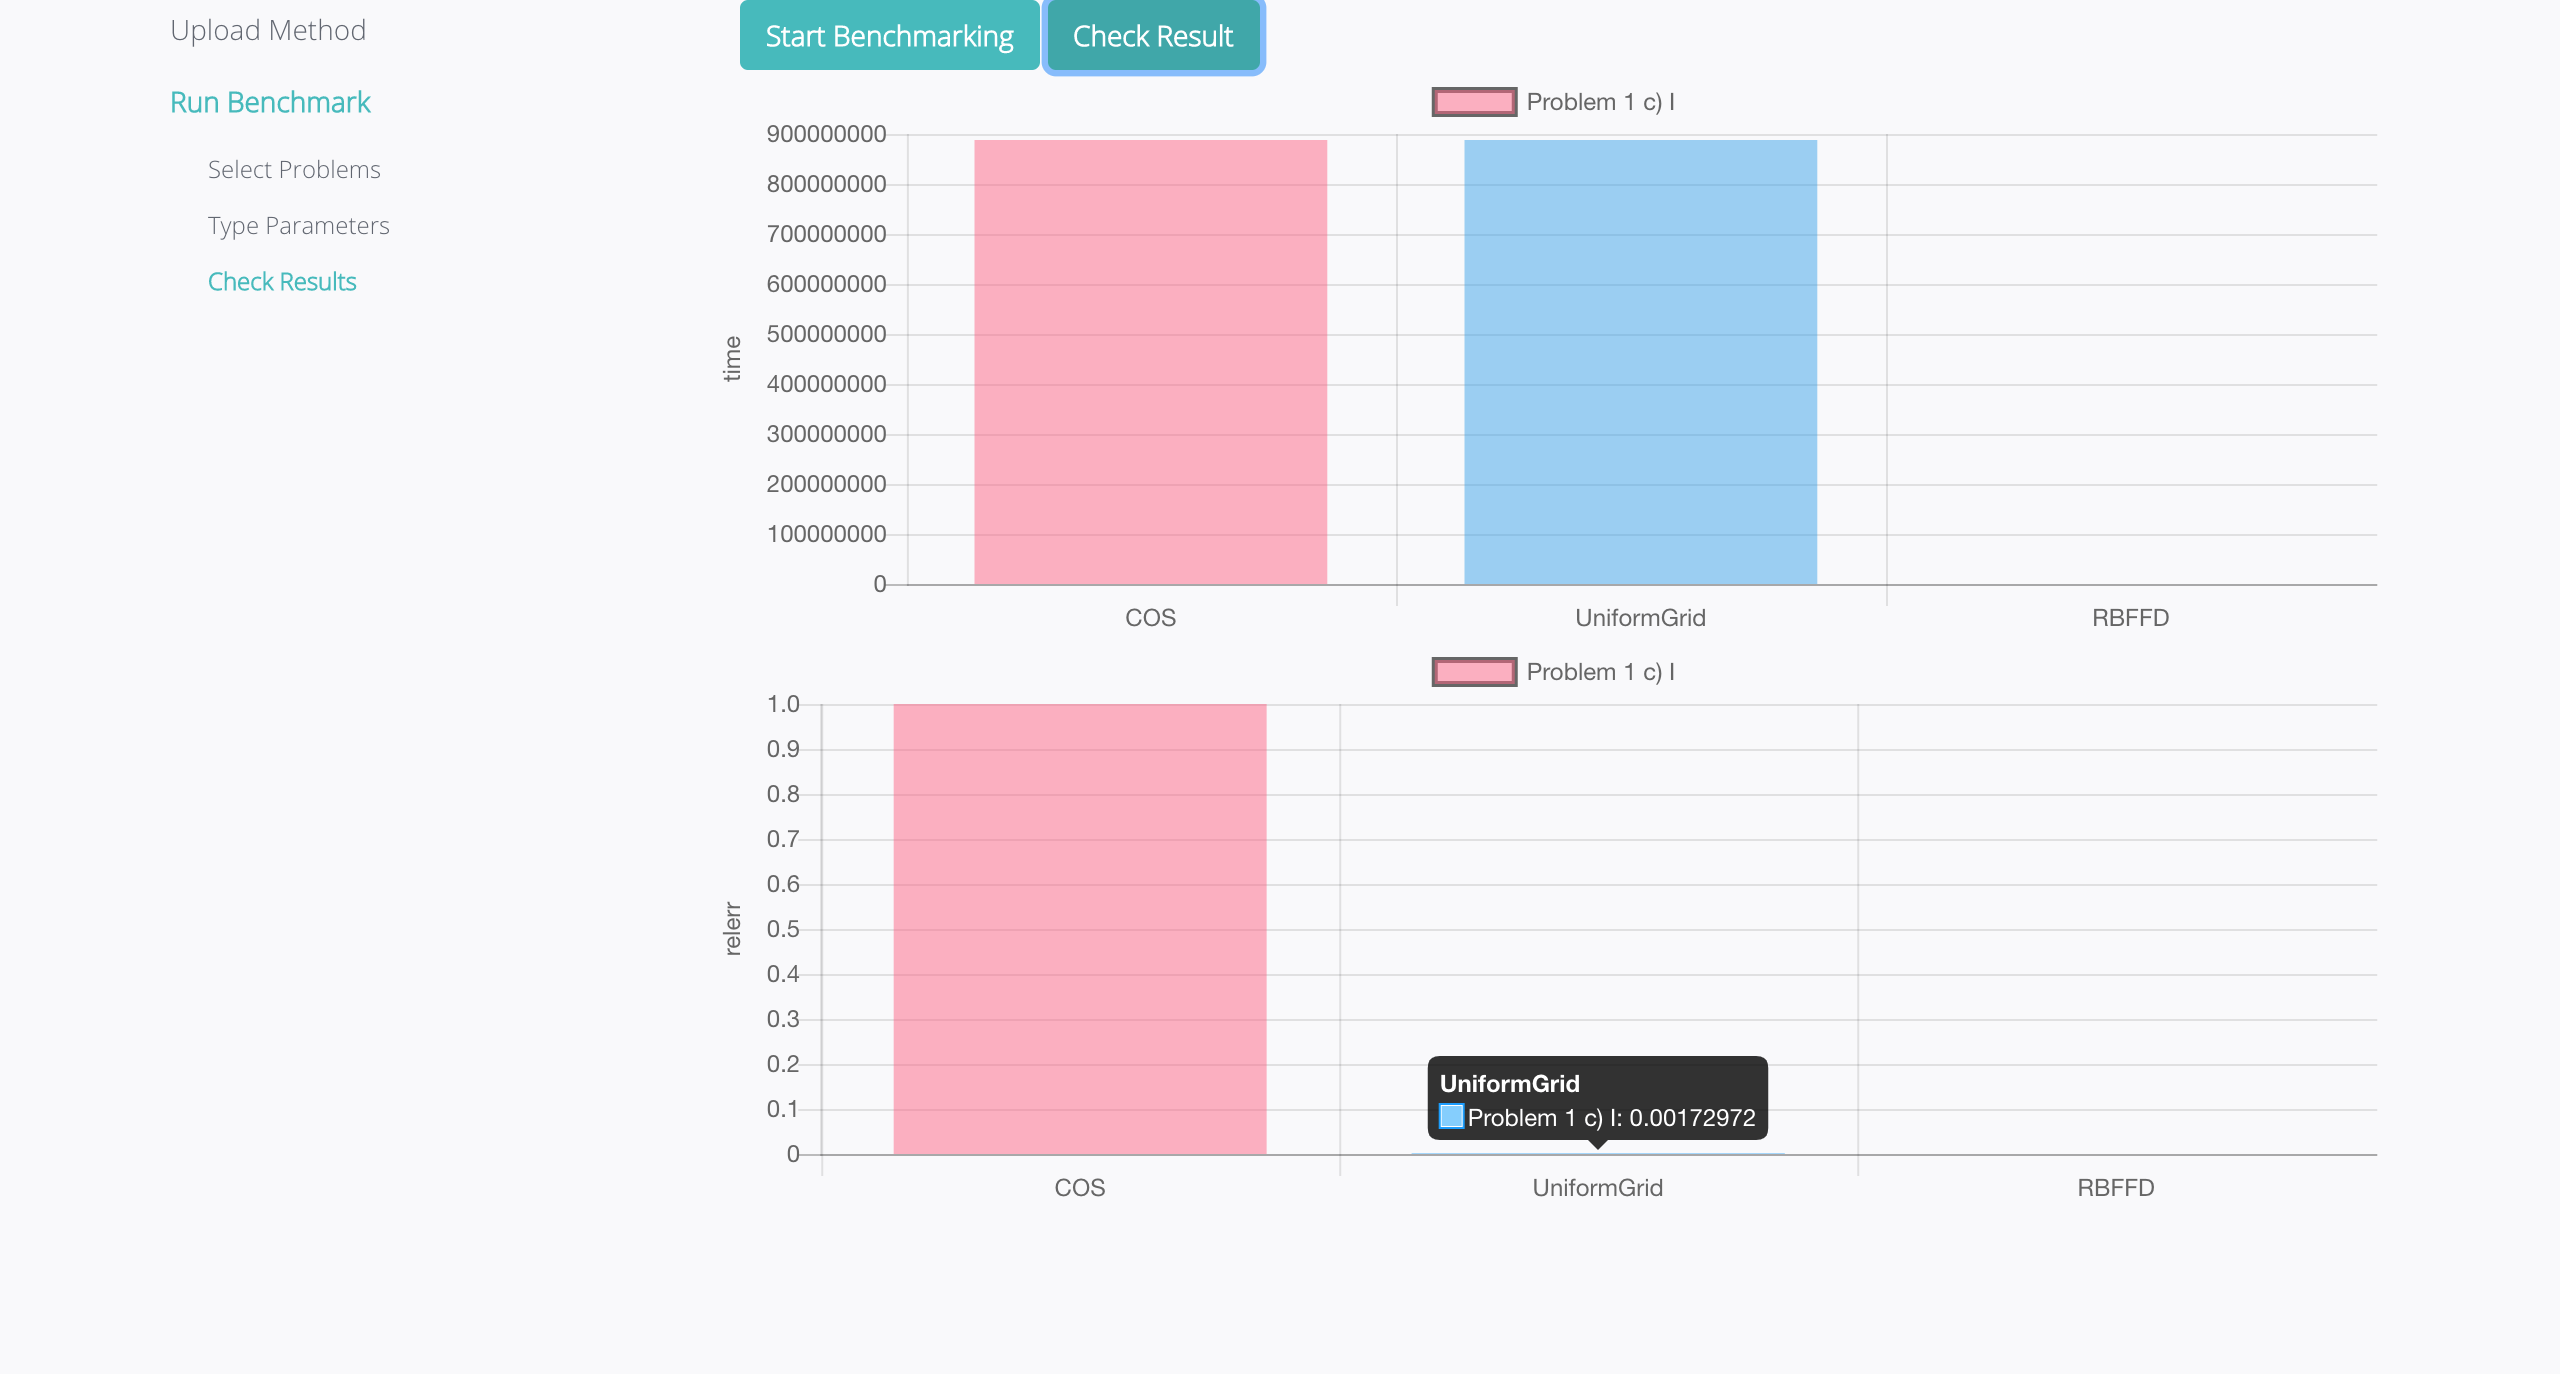 Upload Method
Run Benchmark
Select Problems
Type Parameters
Check Results
Start Benchmarking
Check Result
Problem 1 c) I
900000000
800000000
700000000
600000000
500000000
400000000
300000000
200000000
100000000
0
time
COS
UniformGrid
RBFFD
Problem 1 c) I
1.0
0.9
0.8
0.7
0.6
0.5
0.4
0.3
0.2
0.1
0
relerr
UniformGrid
Problem 1 c) I: 0.00172972
COS
UniformGrid
RBFFD